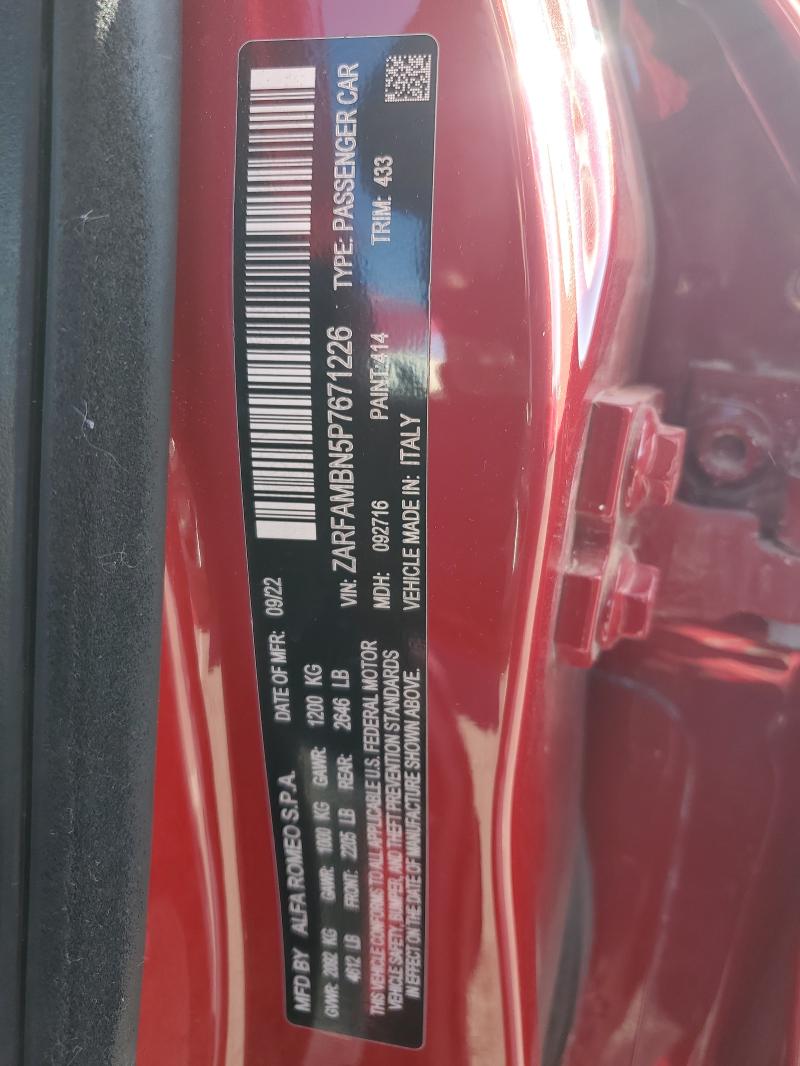 MFD BY ALFA ROMEO S.P.A. DATE OF MFR: 09/22
GVWR: 2092 KG GAWR: 1000 KG GAWR: 1200 KG
4612 LB FRONT: 2205 LB REAR: 2646 LB
THIS VEHICLE CONFORMS TO ALL APPLICABLE U.S. FEDERAL MOTOR
VEHICLE SAFETY, BUMPER, AND THEFT PREVENTION STANDARDS
IN EFFECT ON THE DATE OF MANUFACTURE SHOWN ABOVE.
VIN: ZARFAMBN5P7671226 TYPE: PASSENGER CAR
MDH: 092716 PAINT: 414 TRIM: 433
VEHICLE MADE IN: ITALY